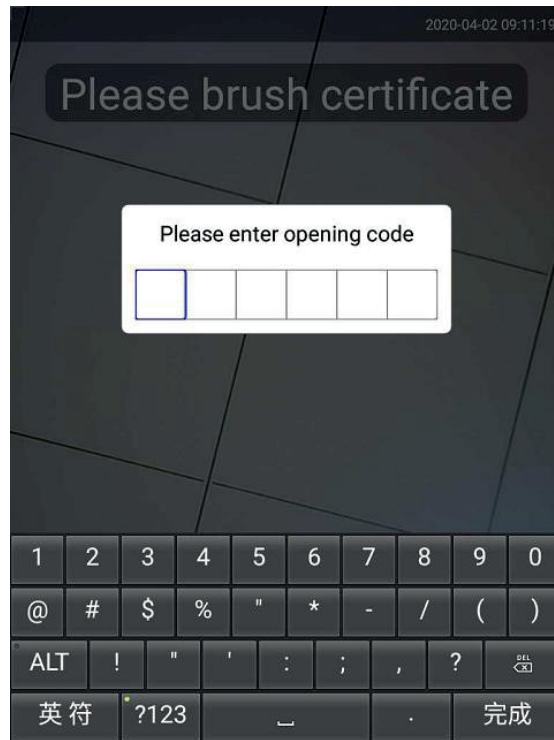 2020-04-02 09:11:19
Please brush certificate
Please enter opening code
1 2 3 4 5 6 7 8 9 0
@ # $ % " * - / ( )
ALT ! " ' : ; , ? DEL
英 符 ?123 . 完成